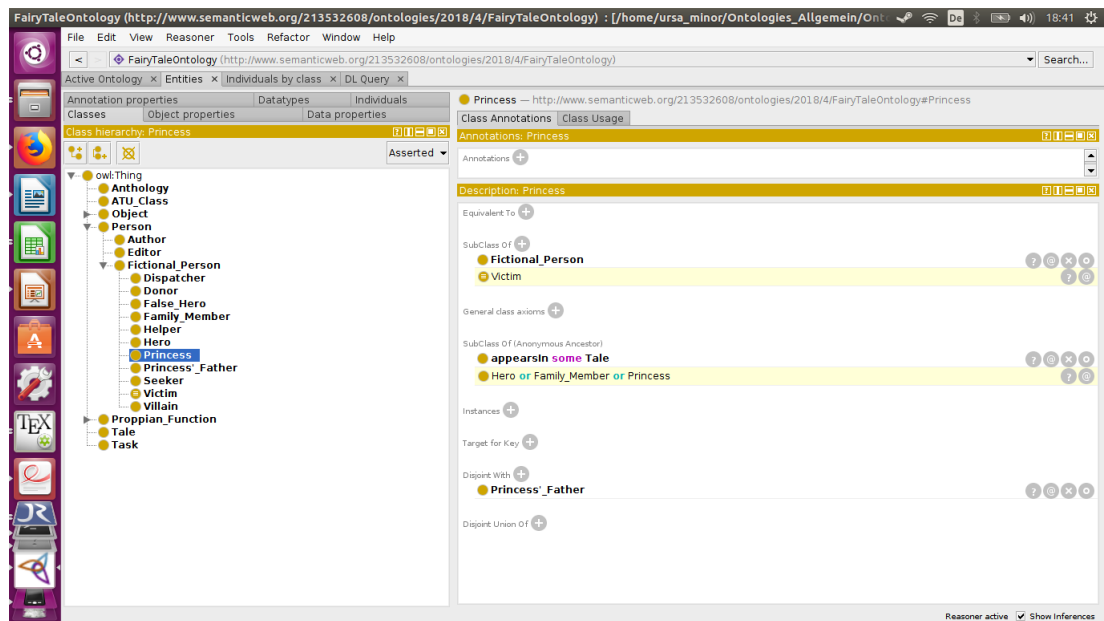 FairyTaleOntology (http://www.semanticweb.org/213532608/ontologies/2018/4/FairyTaleOntology) : [/home/ursa_minor/Ontologies_Allgemein/Ont
De
18:41
File Edit View Reasoner Tools Refactor Window Help
< > FairyTaleOntology (http://www.semanticweb.org/213532608/ontologies/2018/4/FairyTaleOntology)
Search...
Active Ontology × Entities × Individuals by class × DL Query ×
Annotation properties Datatypes Individuals
Classes Object properties Data properties
Class hierarchy: Princess
Asserted
owl:Thing
Anthology
ATU_Class
Object
Person
Author
Editor
Fictional_Person
Dispatcher
Donor
False_Hero
Family_Member
Helper
Hero
Princess
Princess'_Father
Seeker
Victim
Villain
Proppian_Function
Tale
Task
Princess — http://www.semanticweb.org/213532608/ontologies/2018/4/FairyTaleOntology#Princess
Class Annotations Class Usage
Annotations: Princess
Annotations
Description: Princess
Equivalent To
SubClass Of
Fictional_Person
Victim
General class axioms
SubClass Of (Anonymous Ancestor)
appearsIn some Tale
Hero or Family_Member or Princess
Instances
Target for Key
Disjoint With
Princess'_Father
Disjoint Union Of
Reasoner active Show Inferences
TEX